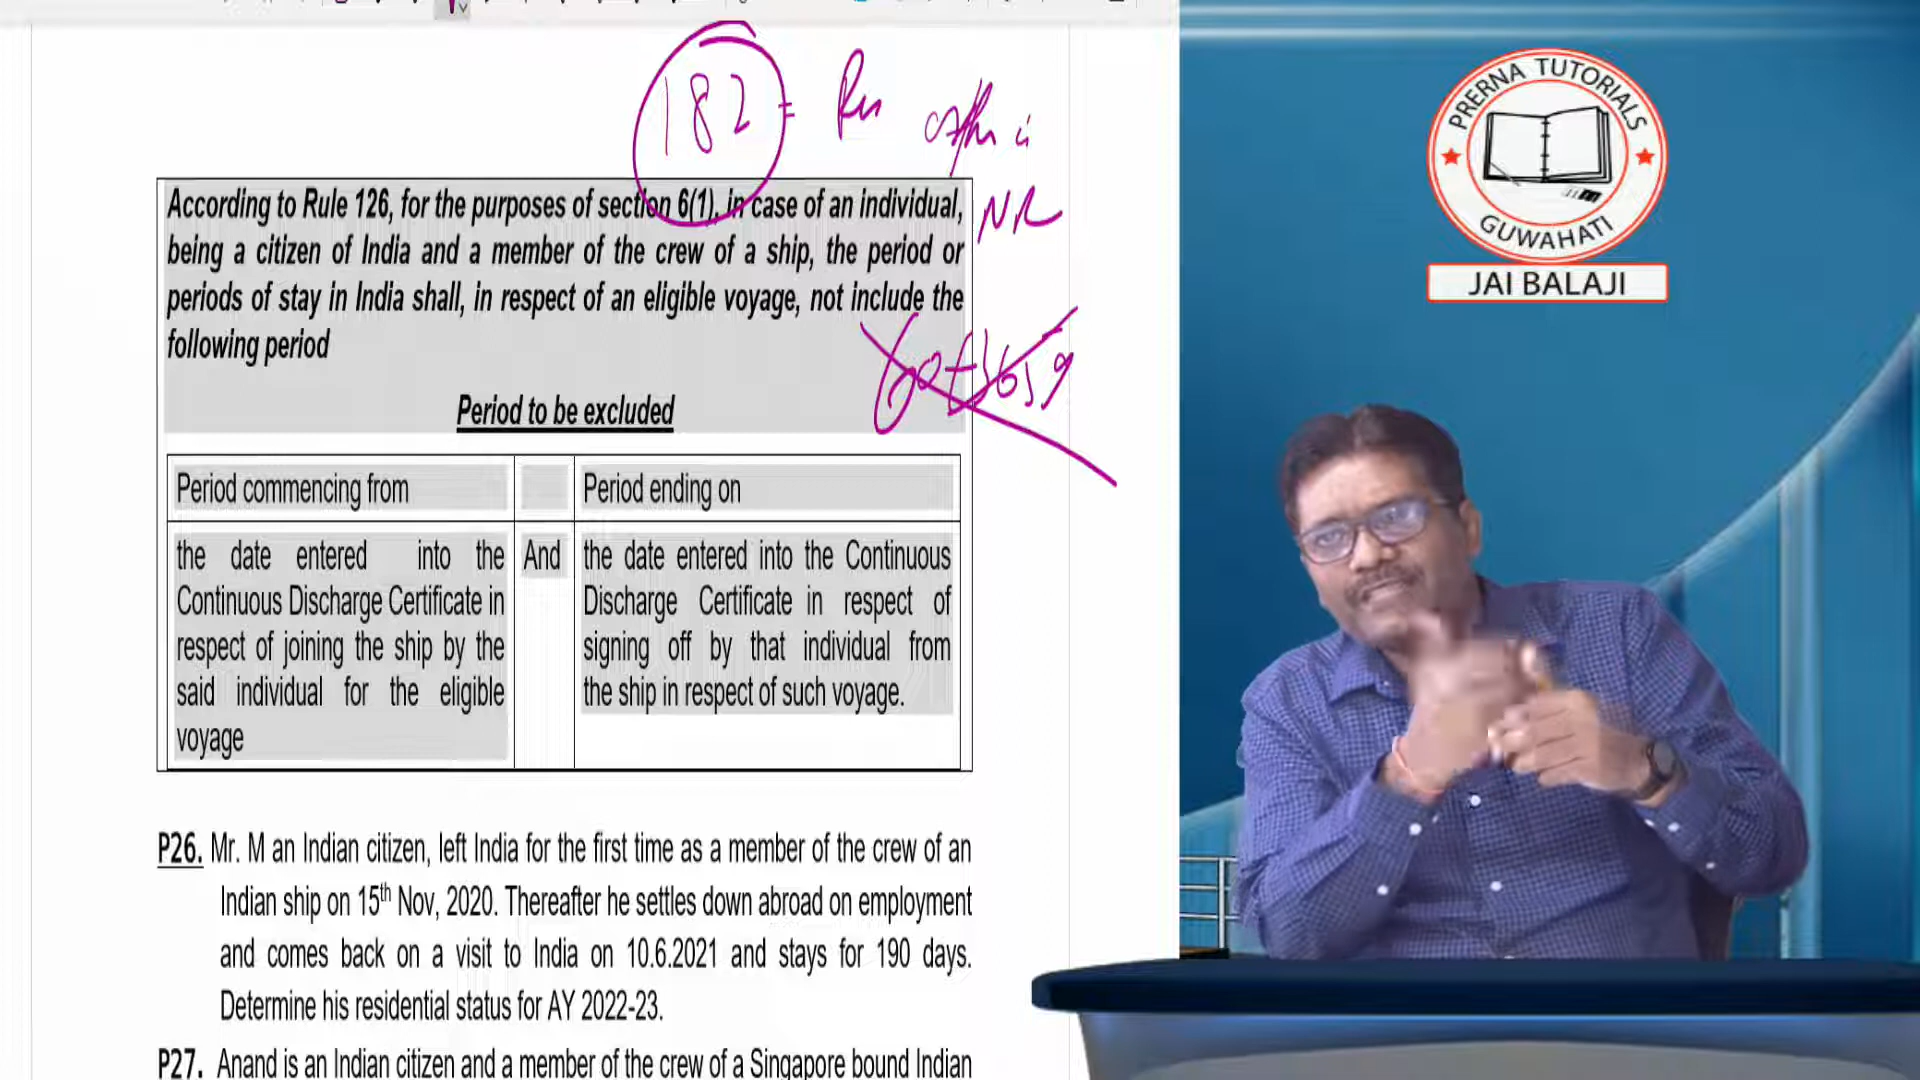 182 =
NR
According to Rule 126, for the purposes of section 6(1), in case of an individual,
being a citizen of India and a member of the crew of a ship, the period or
periods of stay in India shall, in respect of an eligible voyage, not include the
following period
Period to be excluded
Period commencing from
Period ending on
the date entered into the
Continuous Discharge Certificate in
respect of joining the ship by the
said individual for the eligible
voyage
And
the date entered into the Continuous
Discharge Certificate in respect of
signing off by that individual from
the ship in respect of such voyage.
P26. Mr. M an Indian citizen, left India for the first time as a member of the crew of an
Indian ship on 15th Nov, 2020. Thereafter he settles down abroad on employment
and comes back on a visit to India on 10.6.2021 and stays for 190 days.
Determine his residential status for AY 2022-23.
P27. Anand is an Indian citizen and a member of the crew of a Singapore bound Indian
PRERNA TUTORIALS
GUWAHATI
JAI BALAJI